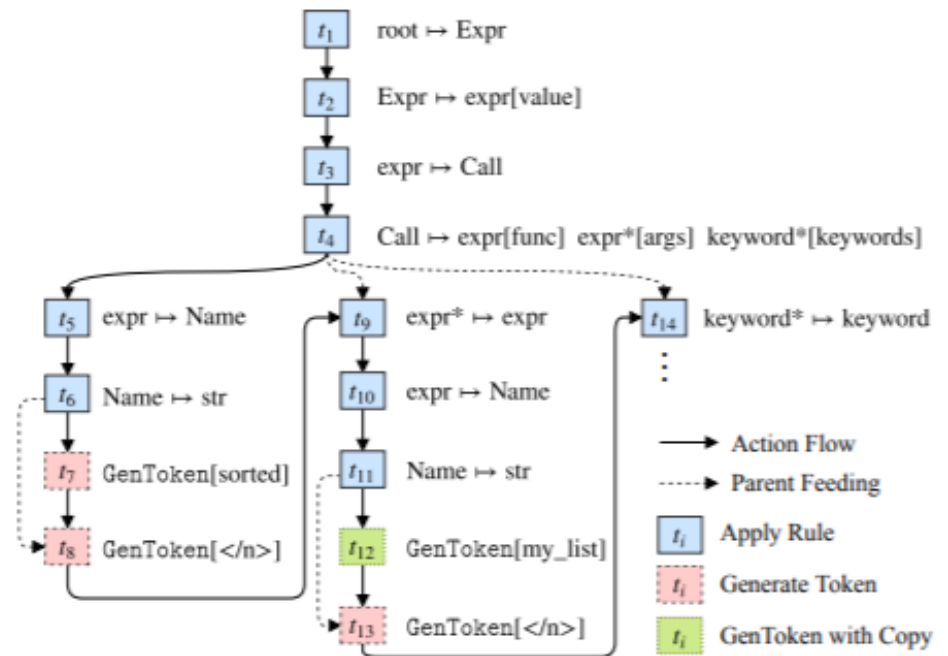 t1 root ↦ Expr
t2 Expr ↦ expr[value]
t3 expr ↦ Call
t4 Call ↦ expr[func] expr*[args] keyword*[keywords]
t5 expr ↦ Name
t6 Name ↦ str
t7 GenToken[sorted]
t8 GenToken[</n>]
t9 expr* ↦ expr
t10 expr ↦ Name
t11 Name ↦ str
t12 GenToken[my_list]
t13 GenToken[</n>]
t14 keyword* ↦ keyword
⋮
Action Flow
Parent Feeding
ti Apply Rule
ti Generate Token
ti GenToken with Copy